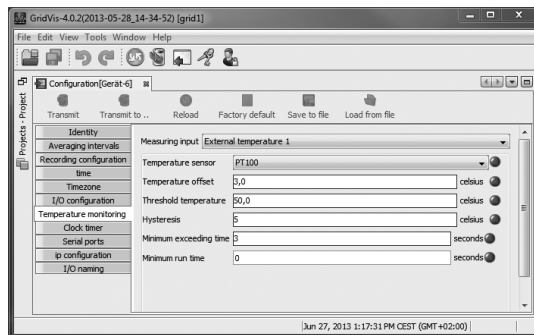 GridVis-4.0.2(2013-05-28_14-34-52) [grid1]
File Edit View Tools Window Help
Projects - Project
Configuration[Gerät-6]
Transmit Transmit to .. Reload Factory default Save to file Load from file
Identity
Averaging intervals
Recording configuration
time
Timezone
I/O configuration
Temperature monitoring
Clock timer
Serial ports
ip configuration
I/O naming
Measuring input External temperature 1
Temperature sensor PT100
Temperature offset 3,0 celsius
Threshold temperature 50,0 celsius
Hysteresis 5 celsius
Minimum exceeding time 3 seconds
Minimum run time 0 seconds
Jun 27, 2013 1:17:31 PM CEST (GMT+02:00)